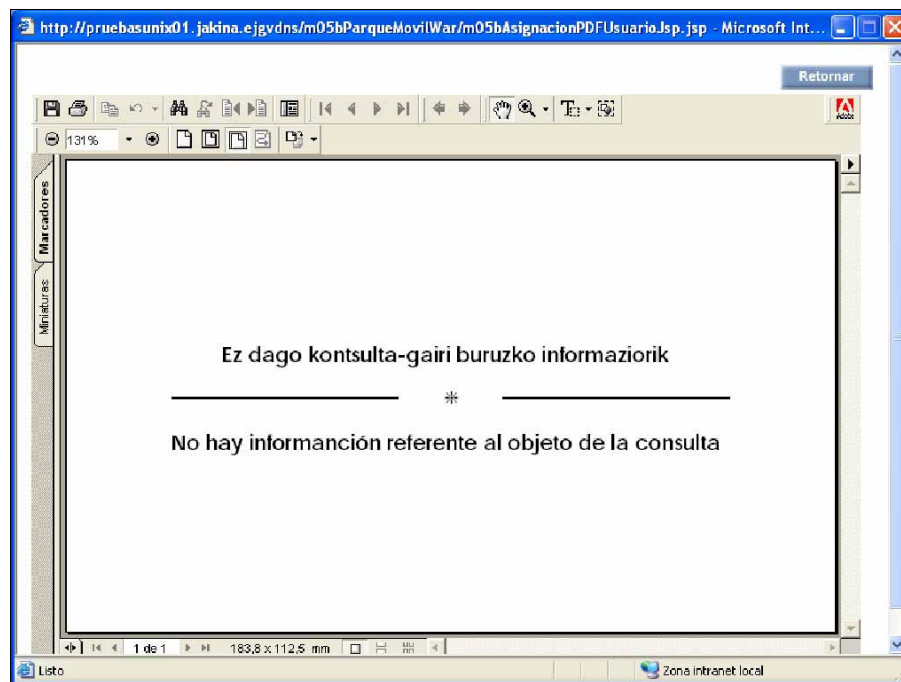 http://pruebasunix01.jakina.ejgvdns/m05bParqueMovilWar/m05bAsignacionPDFUsuarioJsp.jsp - Microsoft Int...
Retornar
Adobe
131%
Marcadores
Miniaturas
Ez dago kontsulta-gairi buruzko informaziorik
No hay informanción referente al objeto de la consulta
1 de 1
183,8 x 112,5 mm
Listo
Zona intranet local